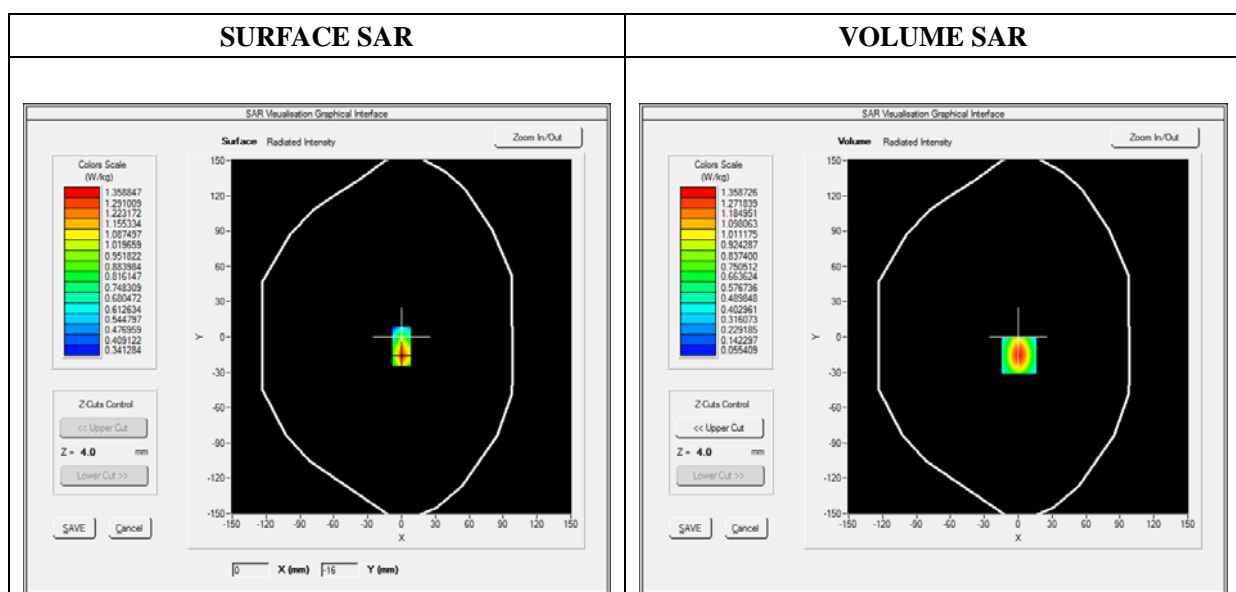 SURFACE SAR
VOLUME SAR
SAR Visualisation Graphical Interface
Surface Radiated Intensity
Zoom In/Out
Colors Scale
(W/kg)
1.358847
1.291009
1.223172
1.155334
1.087497
1.019659
0.951822
0.883984
0.816147
0.748309
0.680472
0.612634
0.544797
0.476959
0.409122
0.341284
150
120
90
60
30
0
-30
-60
-90
-120
-150
Y
-150 -120 -90 -60 -30 0 30 60 90 120 150
X
Z-Cuts Control
<< Upper Cut
Z = 4.0 mm
Lower Cut >>
SAVE Cancel
0 X (mm) -16 Y (mm)
SAR Visualisation Graphical Interface
Volume Radiated Intensity
Zoom In/Out
Colors Scale
(W/kg)
1.358726
1.271839
1.184951
1.098063
1.011175
0.924287
0.837400
0.750512
0.663624
0.576736
0.489848
0.402961
0.316073
0.229185
0.142297
0.055409
150
120
90
60
30
0
-30
-60
-90
-120
-150
Y
-150 -120 -90 -60 -30 0 30 60 90 120 150
X
Z-Cuts Control
<< Upper Cut
Z = 4.0 mm
Lower Cut >>
SAVE Cancel